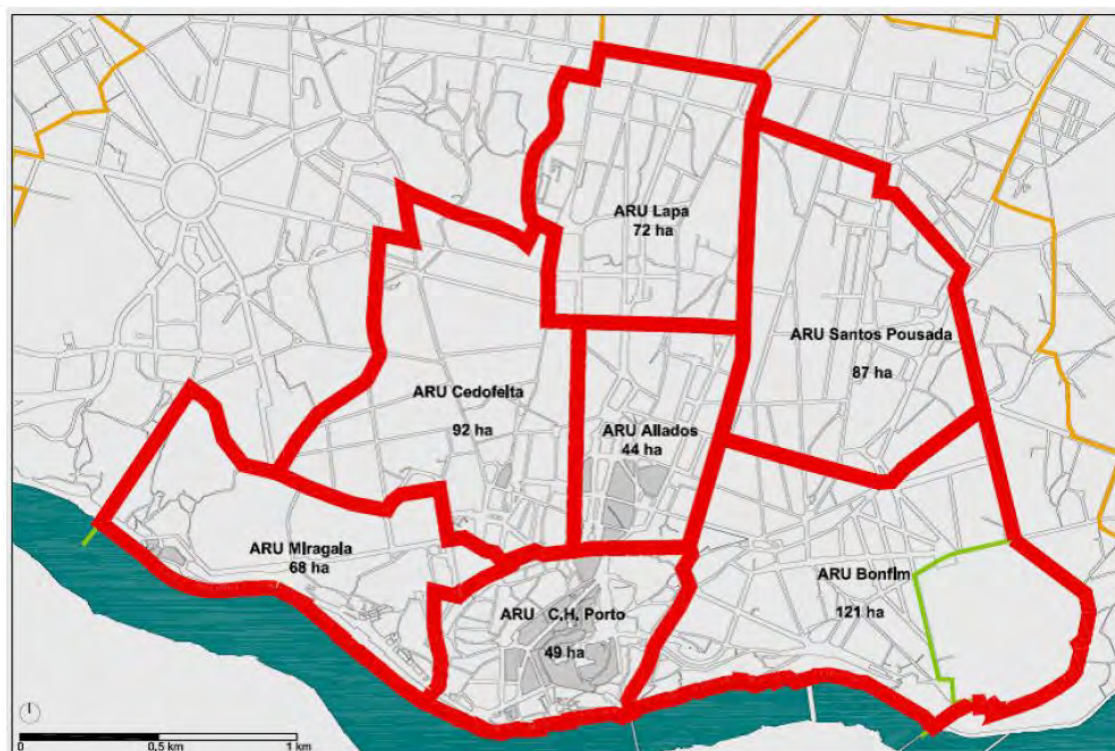 ARU Lapa
72 ha
ARU Santos Pousada
87 ha
ARU Cedofeita
92 ha
ARU Aliados
44 ha
ARU Miragaia
68 ha
ARU Bonfim
121 ha
ARU C.H. Porto
49 ha
0 0,5 km 1 km